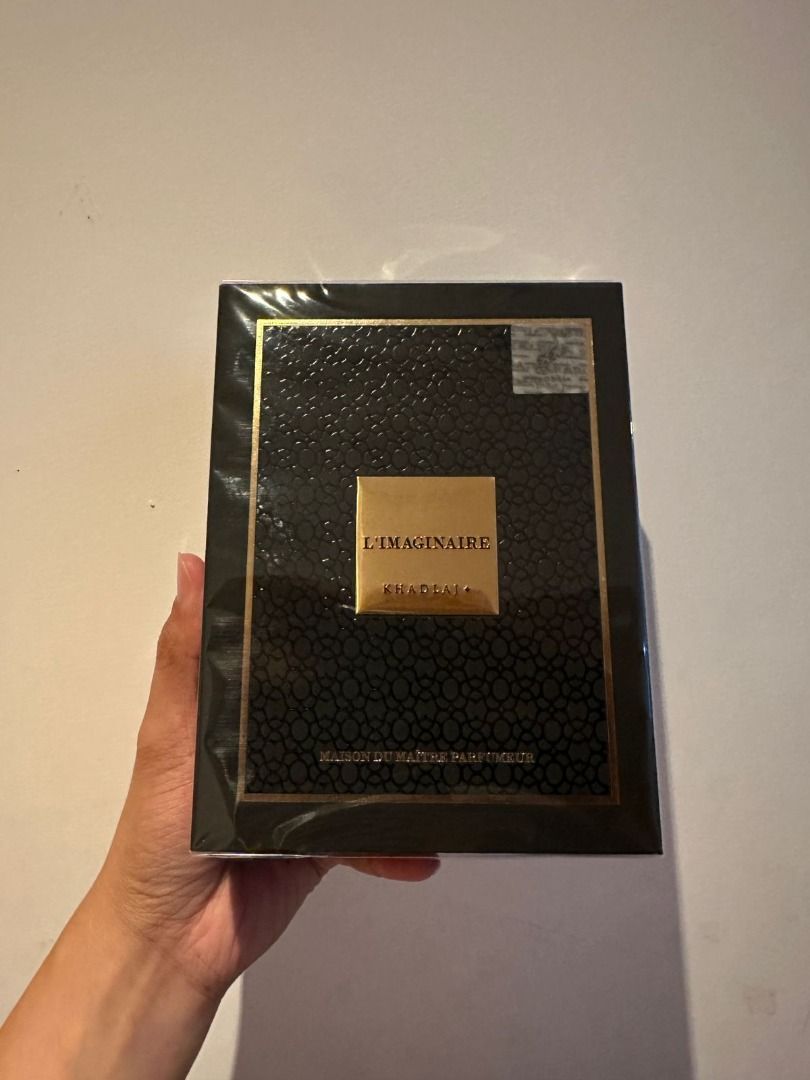 L'IMAGINAIRE
KHADLAJ
MAISON DU MAÎTRE PARFUMEUR